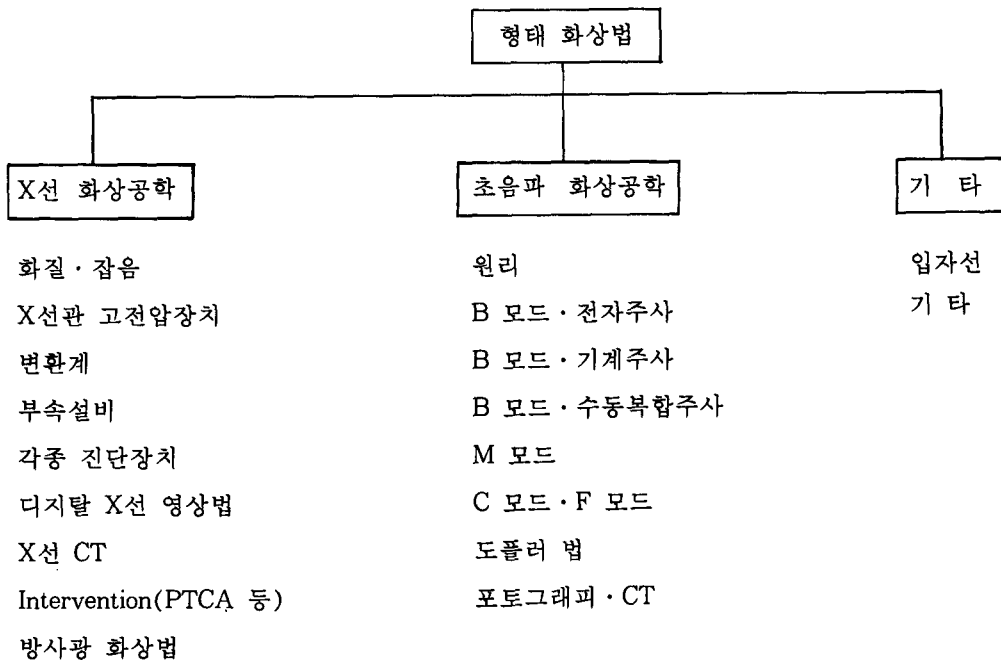 형태 화상법
X선 화상공학
화질·잡음
X선관 고전압장치
변환계
부속설비
각종 진단장치
디지탈 X선 영상법
X선 CT
Intervention(PTCA 등)
방사광 화상법
초음파 화상공학
원리
B 모드·전자주사
B 모드·기계주사
B 모드·수동복합주사
M 모드
C 모드·F 모드
도플러 법
포토그래피·CT
기 타
입자선
기 타